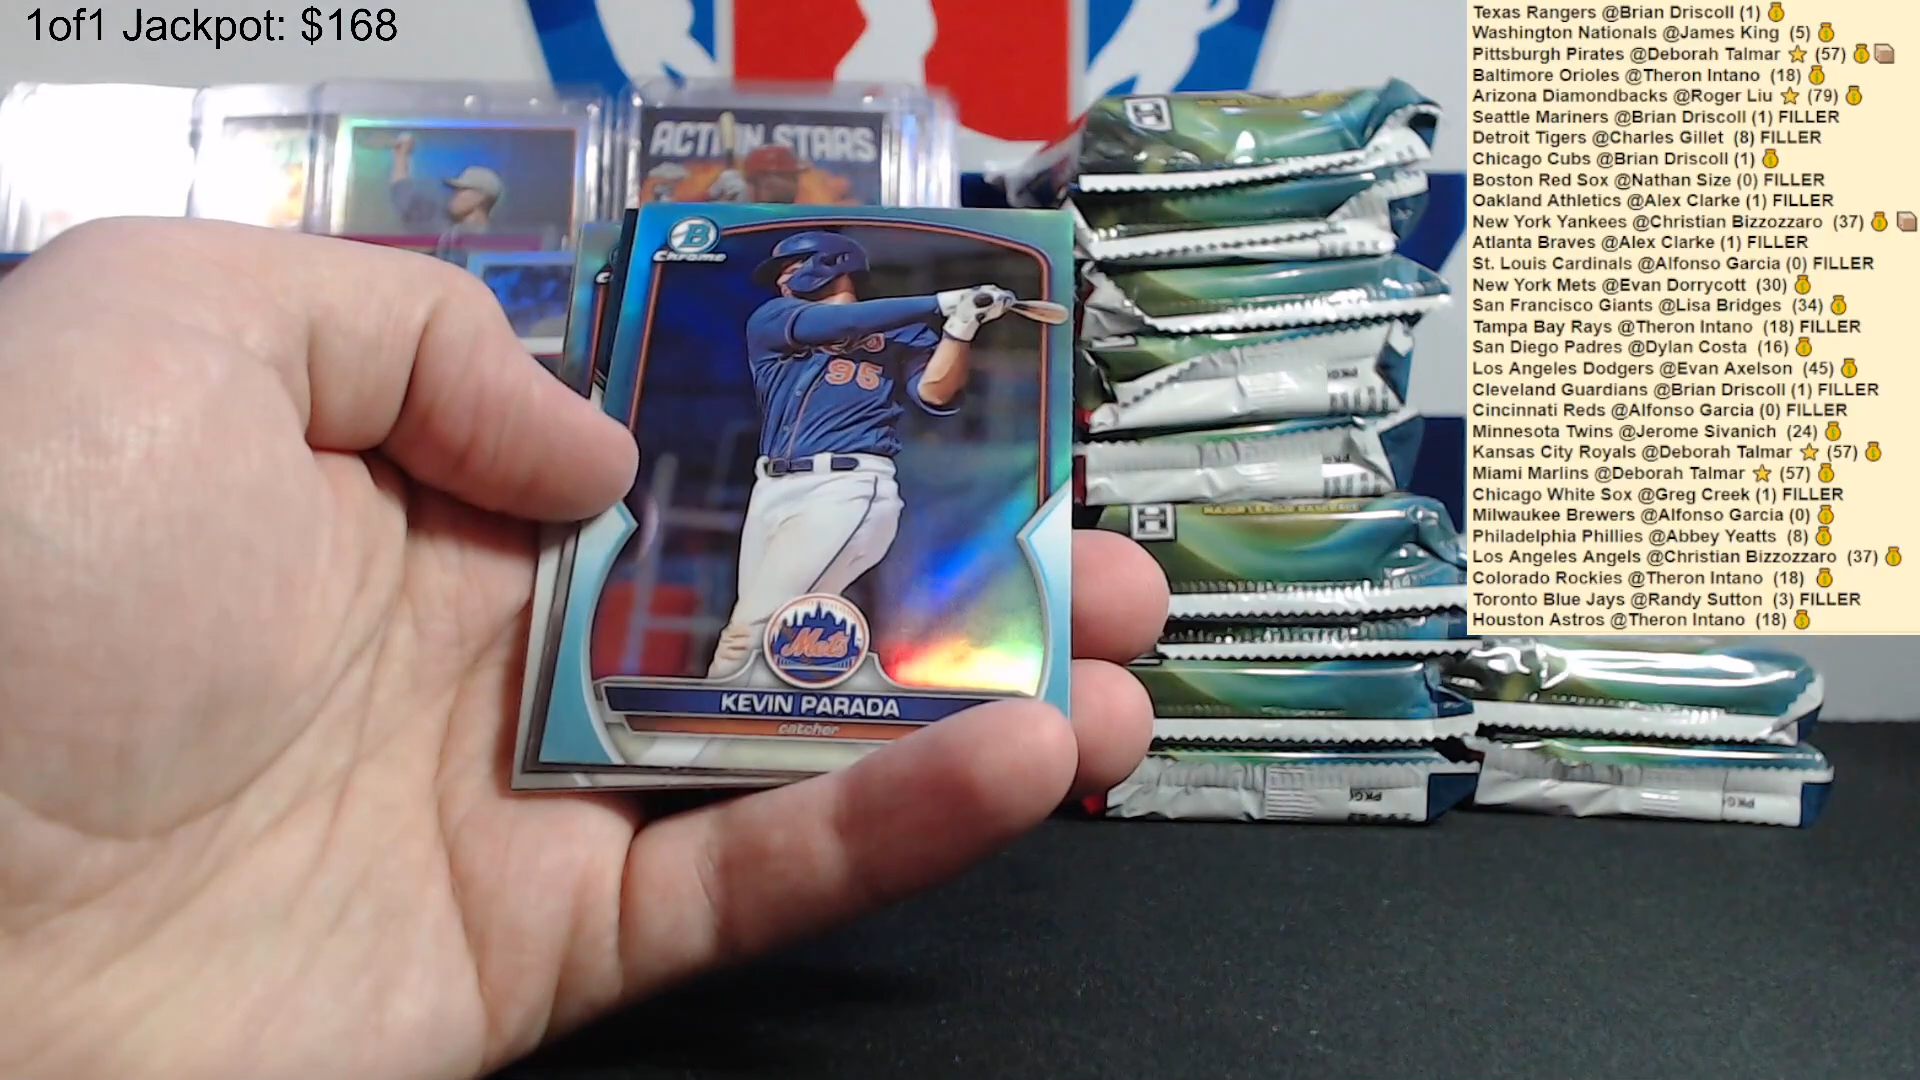 1of1 Jackpot: $168
Texas Rangers @Brian Driscoll (1)
Washington Nationals @James King (5)
Pittsburgh Pirates @Deborah Talmar (57)
Baltimore Orioles @Theron Intano (18)
Arizona Diamondbacks @Roger Liu (79)
Seattle Mariners @Brian Driscoll (1) FILLER
Detroit Tigers @Charles Gillet (8) FILLER
Chicago Cubs @Brian Driscoll (1)
Boston Red Sox @Nathan Size (0) FILLER
Oakland Athletics @Alex Clarke (1) FILLER
New York Yankees @Christian Bizzozzaro (37)
Atlanta Braves @Alex Clarke (1) FILLER
St. Louis Cardinals @Alfonso Garcia (0) FILLER
New York Mets @Evan Dorrycott (30)
San Francisco Giants @Lisa Bridges (34)
Tampa Bay Rays @Theron Intano (18) FILLER
San Diego Padres @Dylan Costa (16)
Los Angeles Dodgers @Evan Axelson (45)
Cleveland Guardians @Brian Driscoll (1) FILLER
Cincinnati Reds @Alfonso Garcia (0) FILLER
Minnesota Twins @Jerome Sivanich (24)
Kansas City Royals @Deborah Talmar (57)
Miami Marlins @Deborah Talmar (57)
Chicago White Sox @Greg Creek (1) FILLER
Milwaukee Brewers @Alfonso Garcia (0)
Philadelphia Phillies @Abbey Yeatts (8)
Los Angeles Angels @Christian Bizzozzaro (37)
Colorado Rockies @Theron Intano (18)
Toronto Blue Jays @Randy Sutton (3) FILLER
Houston Astros @Theron Intano (18)
ACTION STARS
B
Chrome
95
Mets
KEVIN PARADA
catcher
H
MAJOR LEAGUE BASEBALL